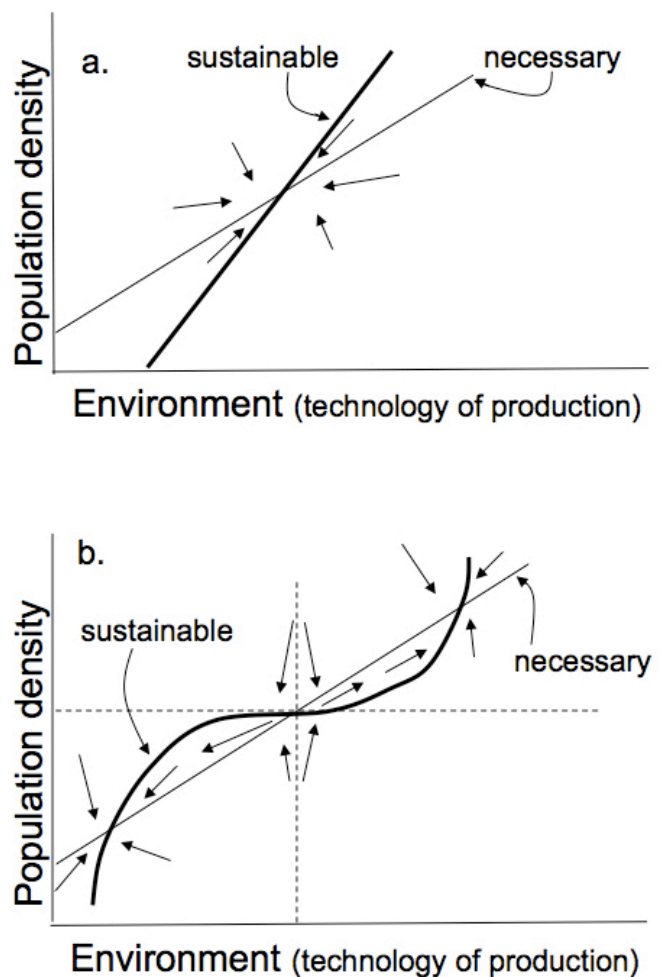 a.
sustainable
necessary
Population density
Environment (technology of production)
b.
sustainable
necessary
Population density
Environment (technology of production)